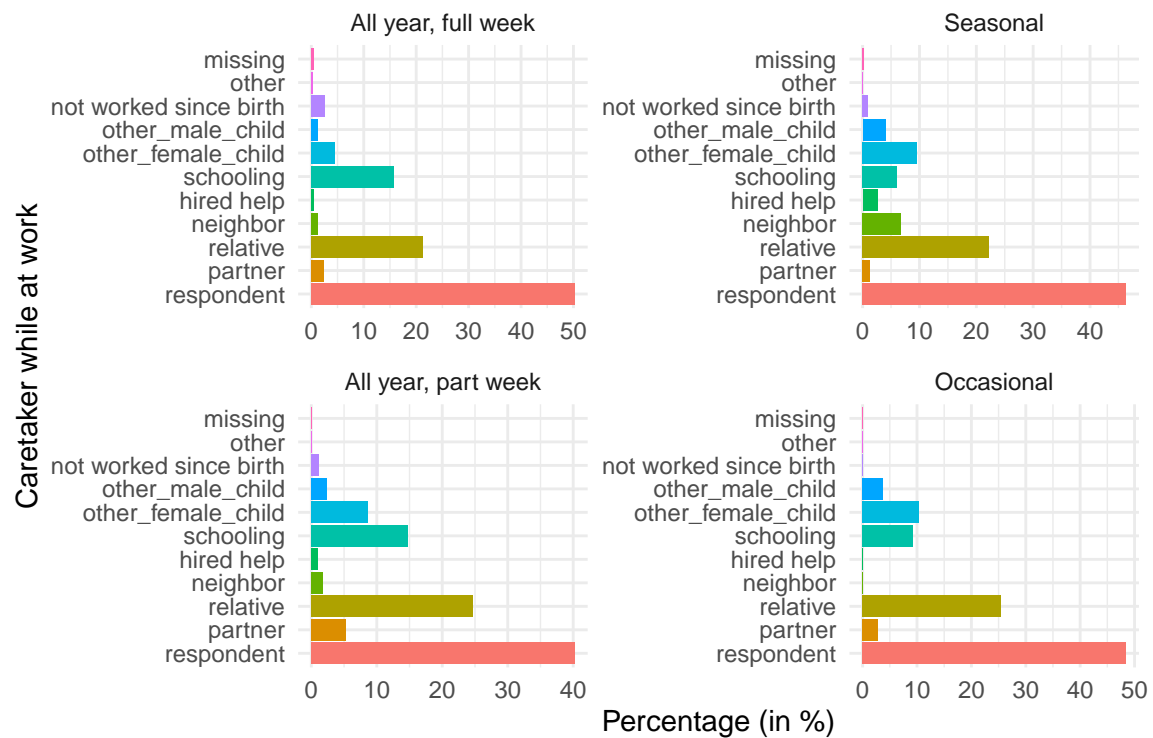 All year, full week
Seasonal
missing
other
not worked since birth
other_male_child
other_female_child
schooling
hired help
neighbor
relative
partner
respondent
0 10 20 30 40 50
missing
other
not worked since birth
other_male_child
other_female_child
schooling
hired help
neighbor
relative
partner
respondent
0 10 20 30 40
Caretaker while at work
All year, part week
Occasional
missing
other
not worked since birth
other_male_child
other_female_child
schooling
hired help
neighbor
relative
partner
respondent
0 10 20 30 40
missing
other
not worked since birth
other_male_child
other_female_child
schooling
hired help
neighbor
relative
partner
respondent
0 10 20 30 40 50
Percentage (in %)